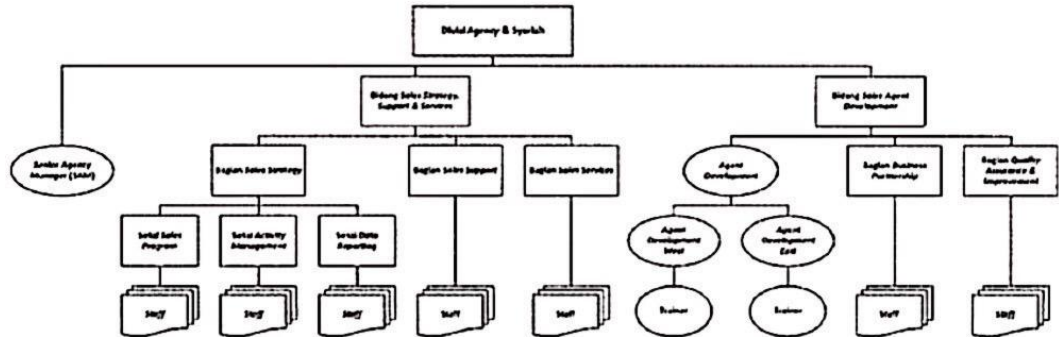 Divisi Agency & Syariah
Bidang Sales Strategy,
Support & Services
Bidang Sales Agent
Development
Senior Agency
Manager (SAM)
Bagian Sales Strategy
Bagian Sales Support
Bagian Sales Services
Agent
Development
Bagian Business
Partnership
Bagian Quality
Assurance &
Improvement
Seksi Sales
Program
Seksi Activity
Management
Seksi Data
Reporting
Agent
Development
West
Agent
Development
East
Staff
Staff
Staff
Staff
Staff
Trainer
Trainer
Staff
Staff